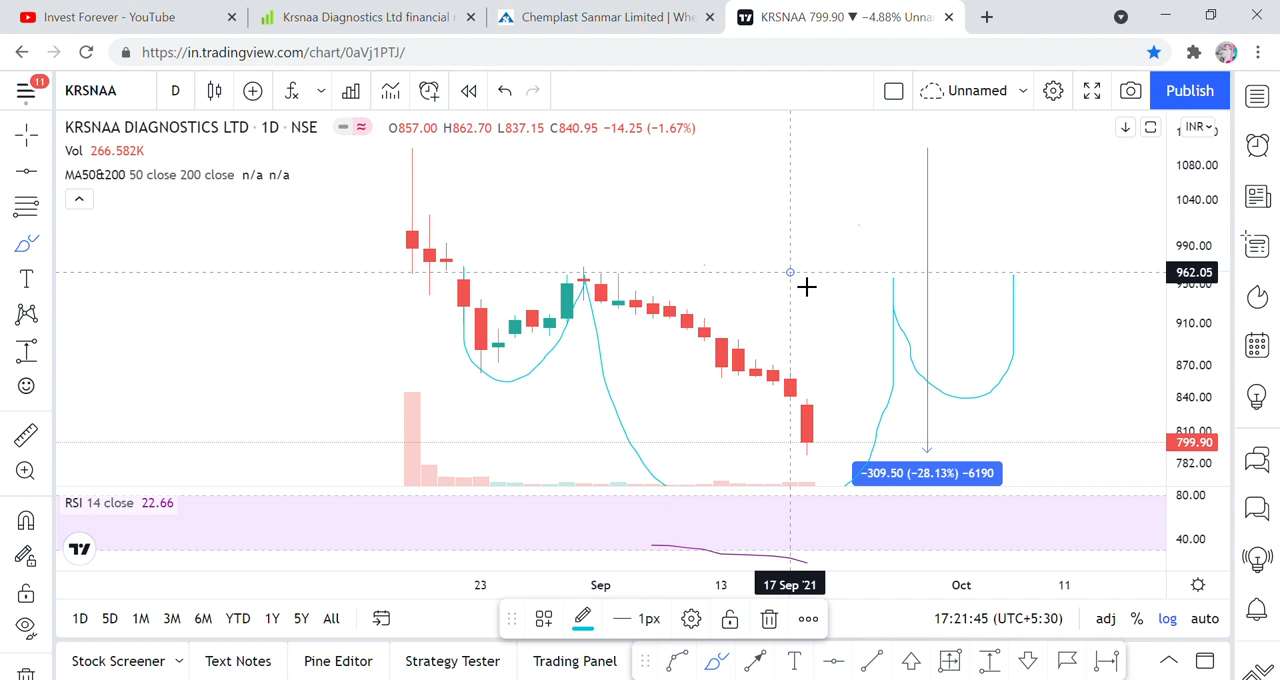 Invest Forever - YouTube
Krsnaa Diagnostics Ltd financial
Chemplast Sanmar Limited | Whe
KRSNAA 799.90 ▼ −4.88% Unna
https://in.tradingview.com/chart/0aVj1PTJ/
11
KRSNAA
D
Unnamed
Publish
KRSNAA DIAGNOSTICS LTD · 1D · NSE
O857.00 H862.70 L837.15 C840.95 −14.25 (−1.67%)
INR
Vol 266.582K
MA50&200 50 close 200 close n/a n/a
1080.00
1040.00
990.00
962.05
950.00
910.00
870.00
840.00
810.00
799.90
782.00
−309.50 (−28.13%) −6190
RSI 14 close 22.66
80.00
40.00
23
Sep
13
17 Sep '21
Oct
11
1D 5D 1M 3M 6M YTD 1Y 5Y All
1px
17:21:45 (UTC+5:30)
adj % log auto
Stock Screener
Text Notes
Pine Editor
Strategy Tester
Trading Panel